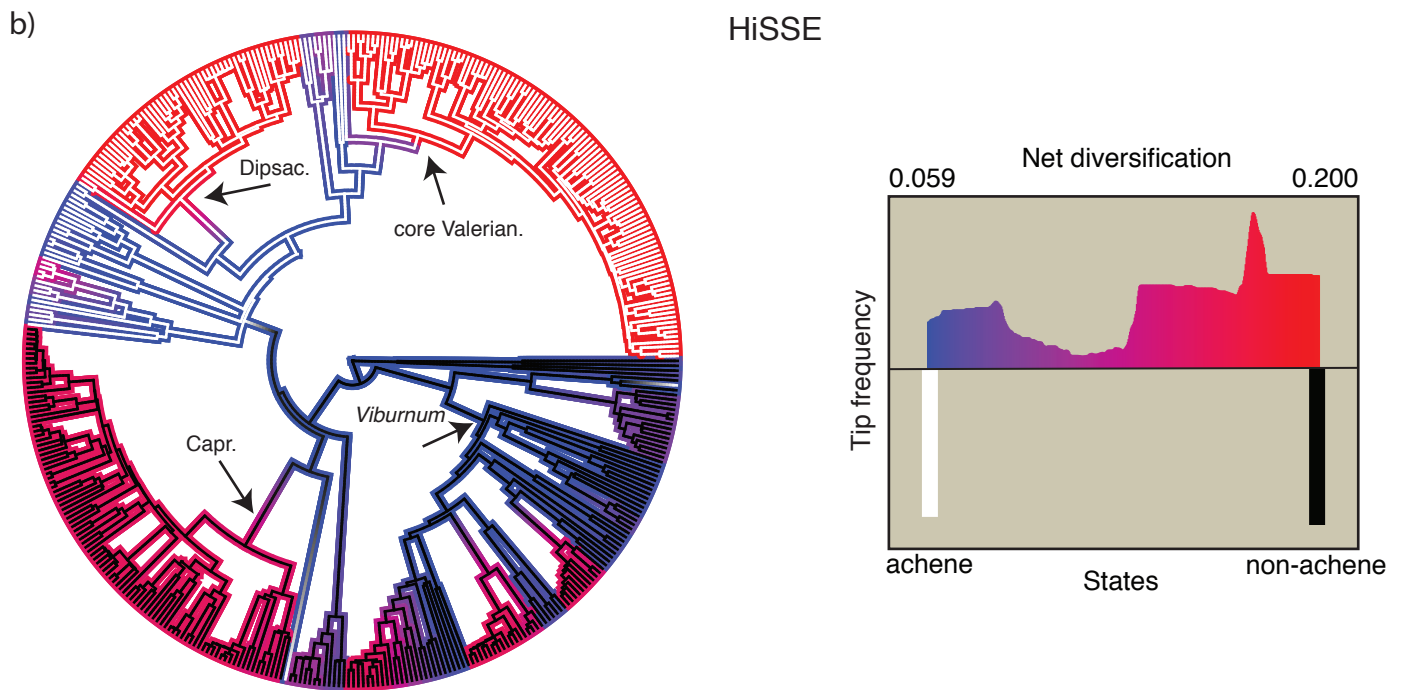 b)
HiSSE
Dipsac.
core Valerian.
Viburnum
Capr.
Net diversification
0.059
0.200
Tip frequency
achene
non-achene
States